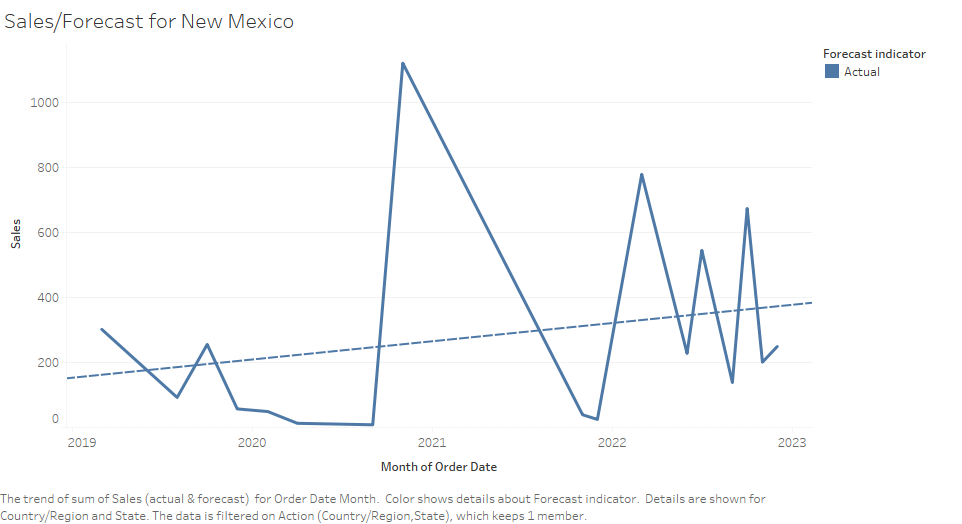 Sales/Forecast for New Mexico
Forecast indicator
Actual
1000
800
600
400
200
0
Sales
2019 2020 2021 2022 2023
Month of Order Date
The trend of sum of Sales (actual & forecast)  for Order Date Month.  Color shows details about Forecast indicator.  Details are shown for
Country/Region and State. The data is filtered on Action (Country/Region,State), which keeps 1 member.